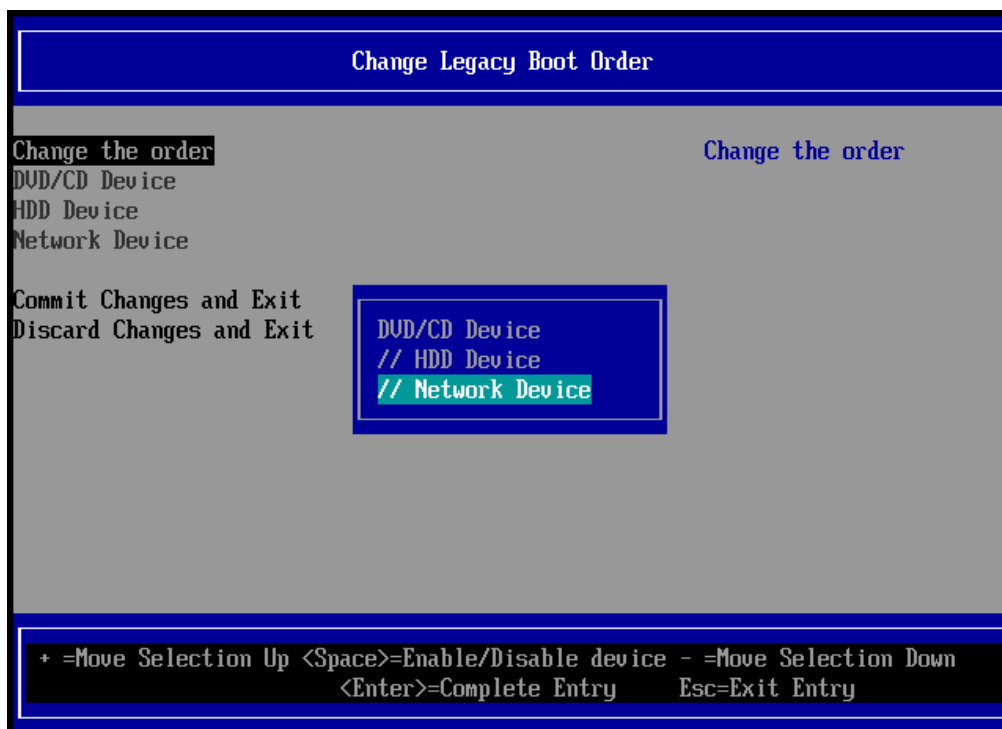 Change Legacy Boot Order
Change the order
Change the order
DVD/CD Device
HDD Device
Network Device
Commit Changes and Exit
Discard Changes and Exit
DVD/CD Device
// HDD Device
// Network Device
+ =Move Selection Up <Space>=Enable/Disable device - =Move Selection Down
<Enter>=Complete Entry Esc=Exit Entry